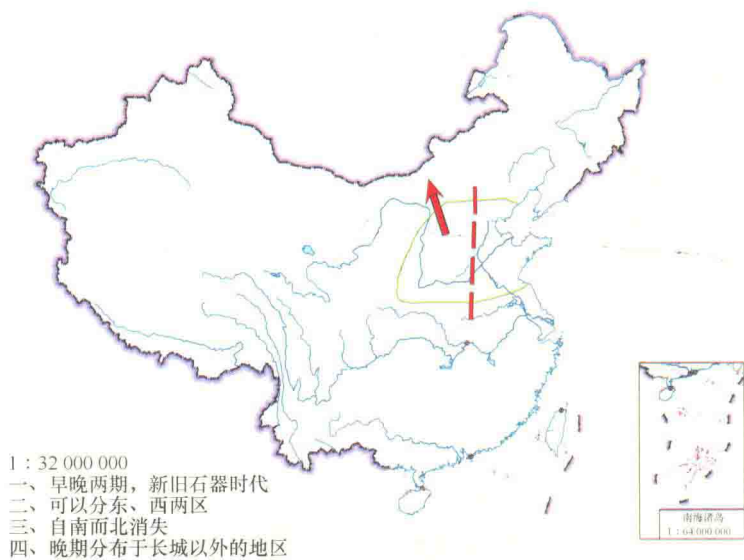 1：32 000 000
一、早晚两期，新旧石器时代
二、可以分东、西两区
三、自南而北消失
四、晚期分布于长城以外的地区
南海诸岛
1：64 000 000